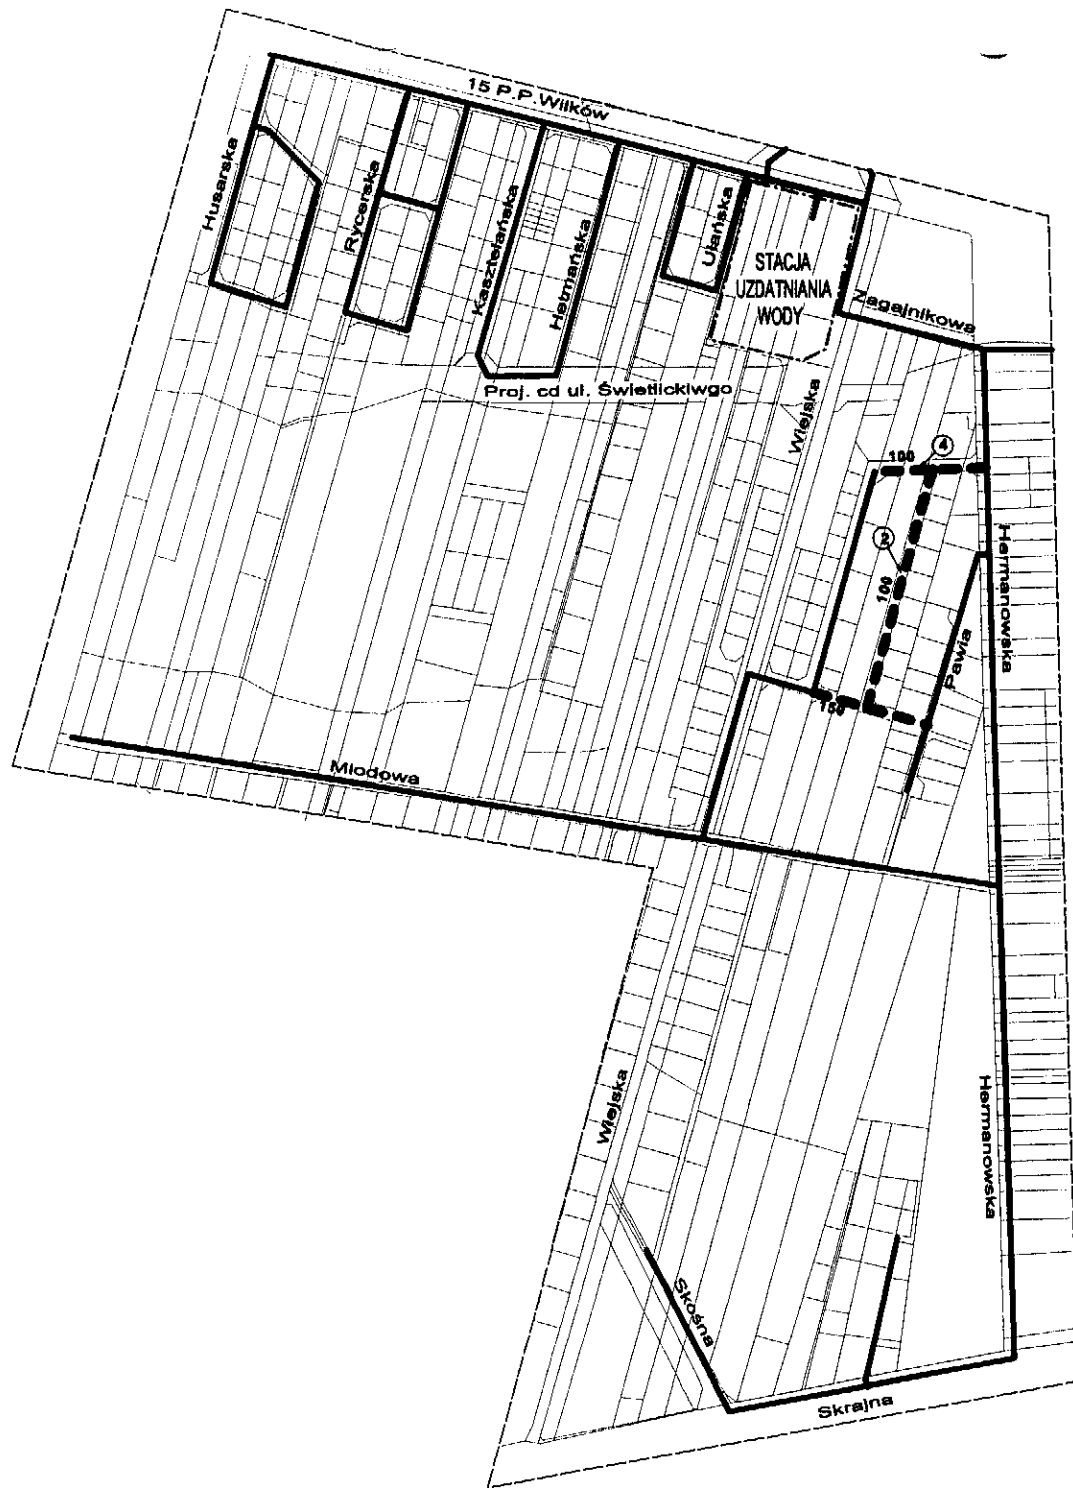 15 P.P.Wilków
Husarska
Rycerska
Kasztelańska
Hetmańska
Ułańska
STACJA
UZDATNIANIA
WODY
Zagajnikowa
Proj. cd ul. Świetlickiwgo
Wiejska
100
4
2
100
Hermanowska
Pawia
150
Miodowa
Wiejska
Hermanowska
Skośna
Skrajna